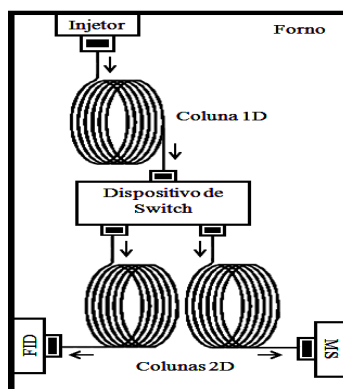 Injetor
Forno
Coluna 1D
Dispositivo de
Switch
FID
Colunas 2D
MS